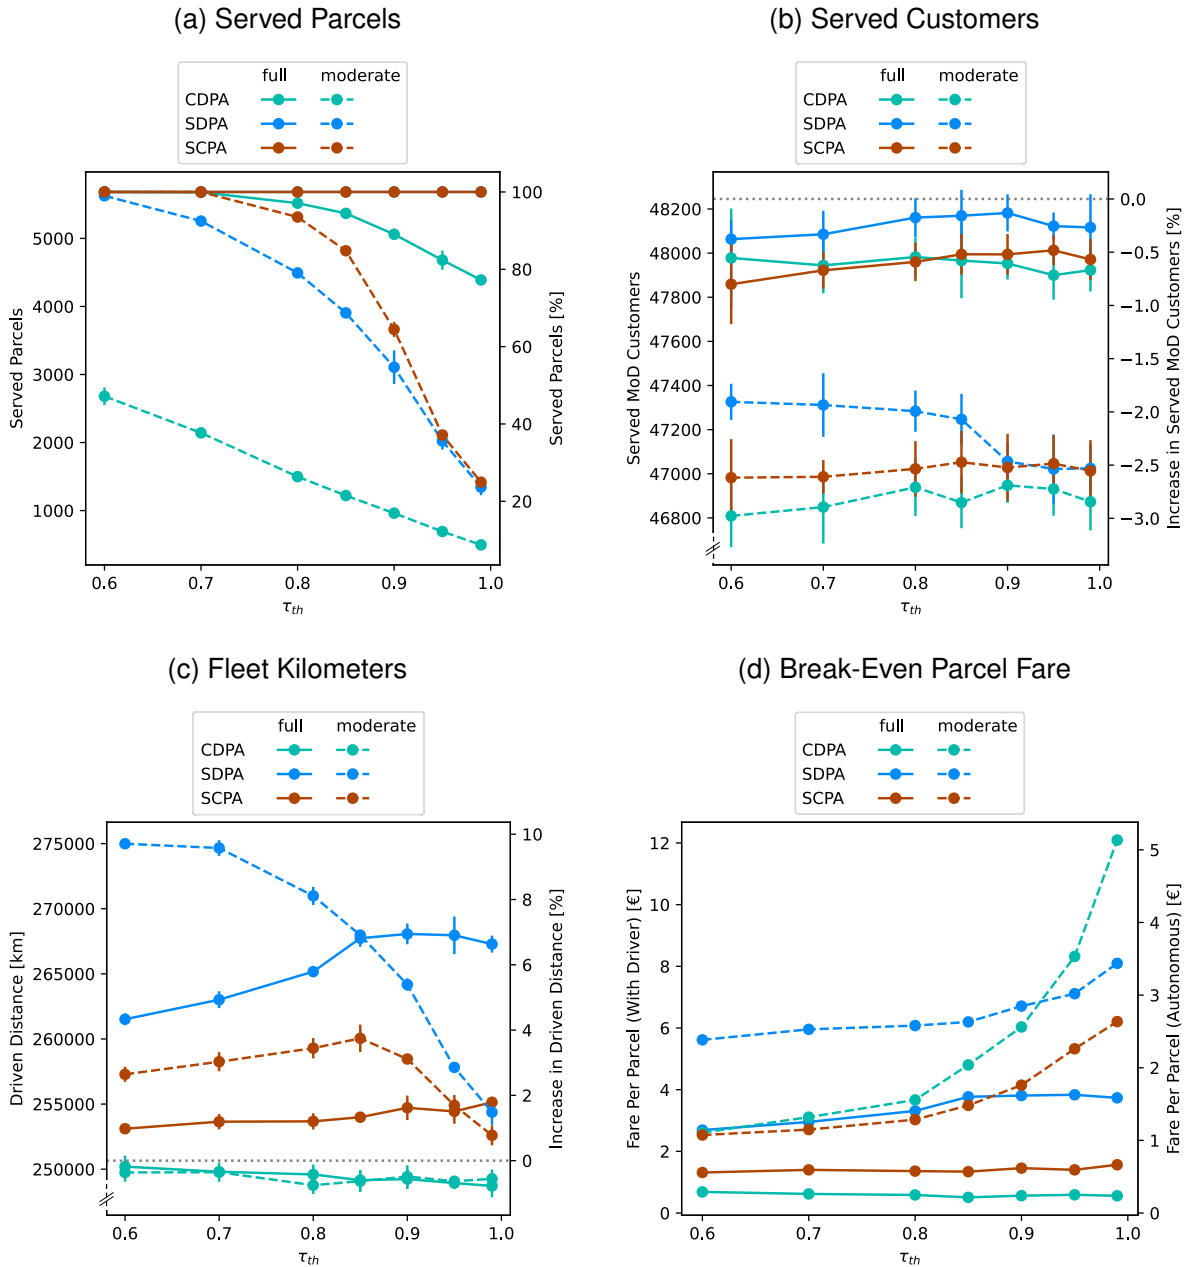 (a) Served Parcels
full moderate
CDPA
SDPA
SCPA
Served Parcels
5000
4000
3000
2000
1000
100
80
60
40
20
Served Parcels [%]
0.6 0.7 0.8 0.9 1.0
τth
(b) Served Customers
full moderate
CDPA
SDPA
SCPA
Served MoD Customers
48200
48000
47800
47600
47400
47200
47000
46800
0.0
−0.5
−1.0
−1.5
−2.0
−2.5
−3.0
Increase in Served MoD Customers [%]
0.6 0.7 0.8 0.9 1.0
τth
(c) Fleet Kilometers
full moderate
CDPA
SDPA
SCPA
Driven Distance [km]
275000
270000
265000
260000
255000
250000
10
8
6
4
2
0
Increase in Driven Distance [%]
0.6 0.7 0.8 0.9 1.0
τth
(d) Break-Even Parcel Fare
full moderate
CDPA
SDPA
SCPA
Fare Per Parcel (With Driver) [€]
12
10
8
6
4
2
0
5
4
3
2
1
0
Fare Per Parcel (Autonomous) [€]
0.6 0.7 0.8 0.9 1.0
τth